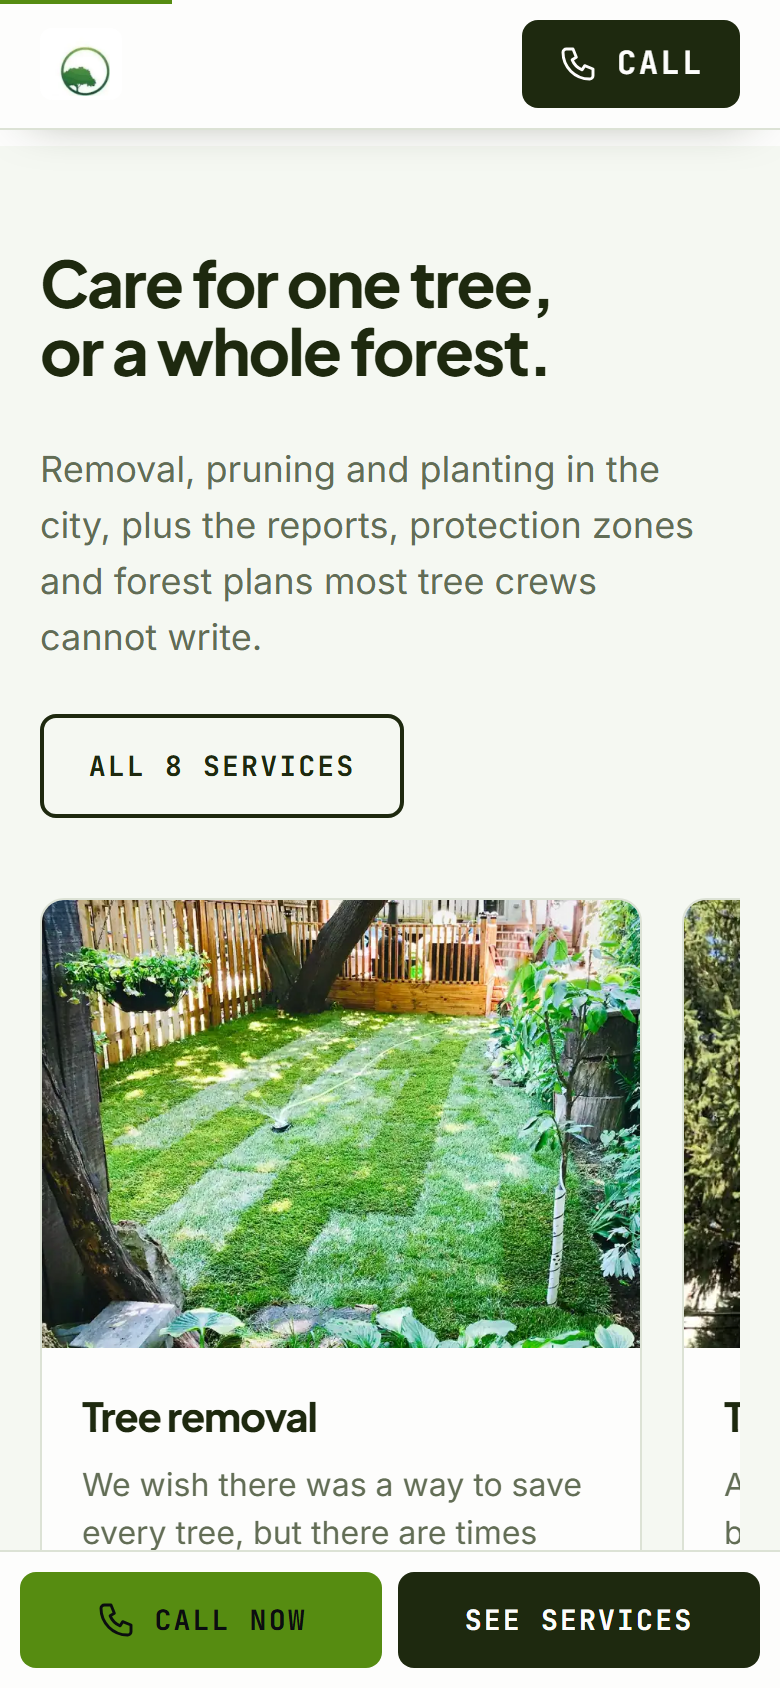 CALL
Care for one tree,
or a whole forest.
Removal, pruning and planting in the
city, plus the reports, protection zones
and forest plans most tree crews
cannot write.
ALL 8 SERVICES
Tree removal
T
We wish there was a way to save
A
every tree, but there are times
b
CALL NOW
SEE SERVICES